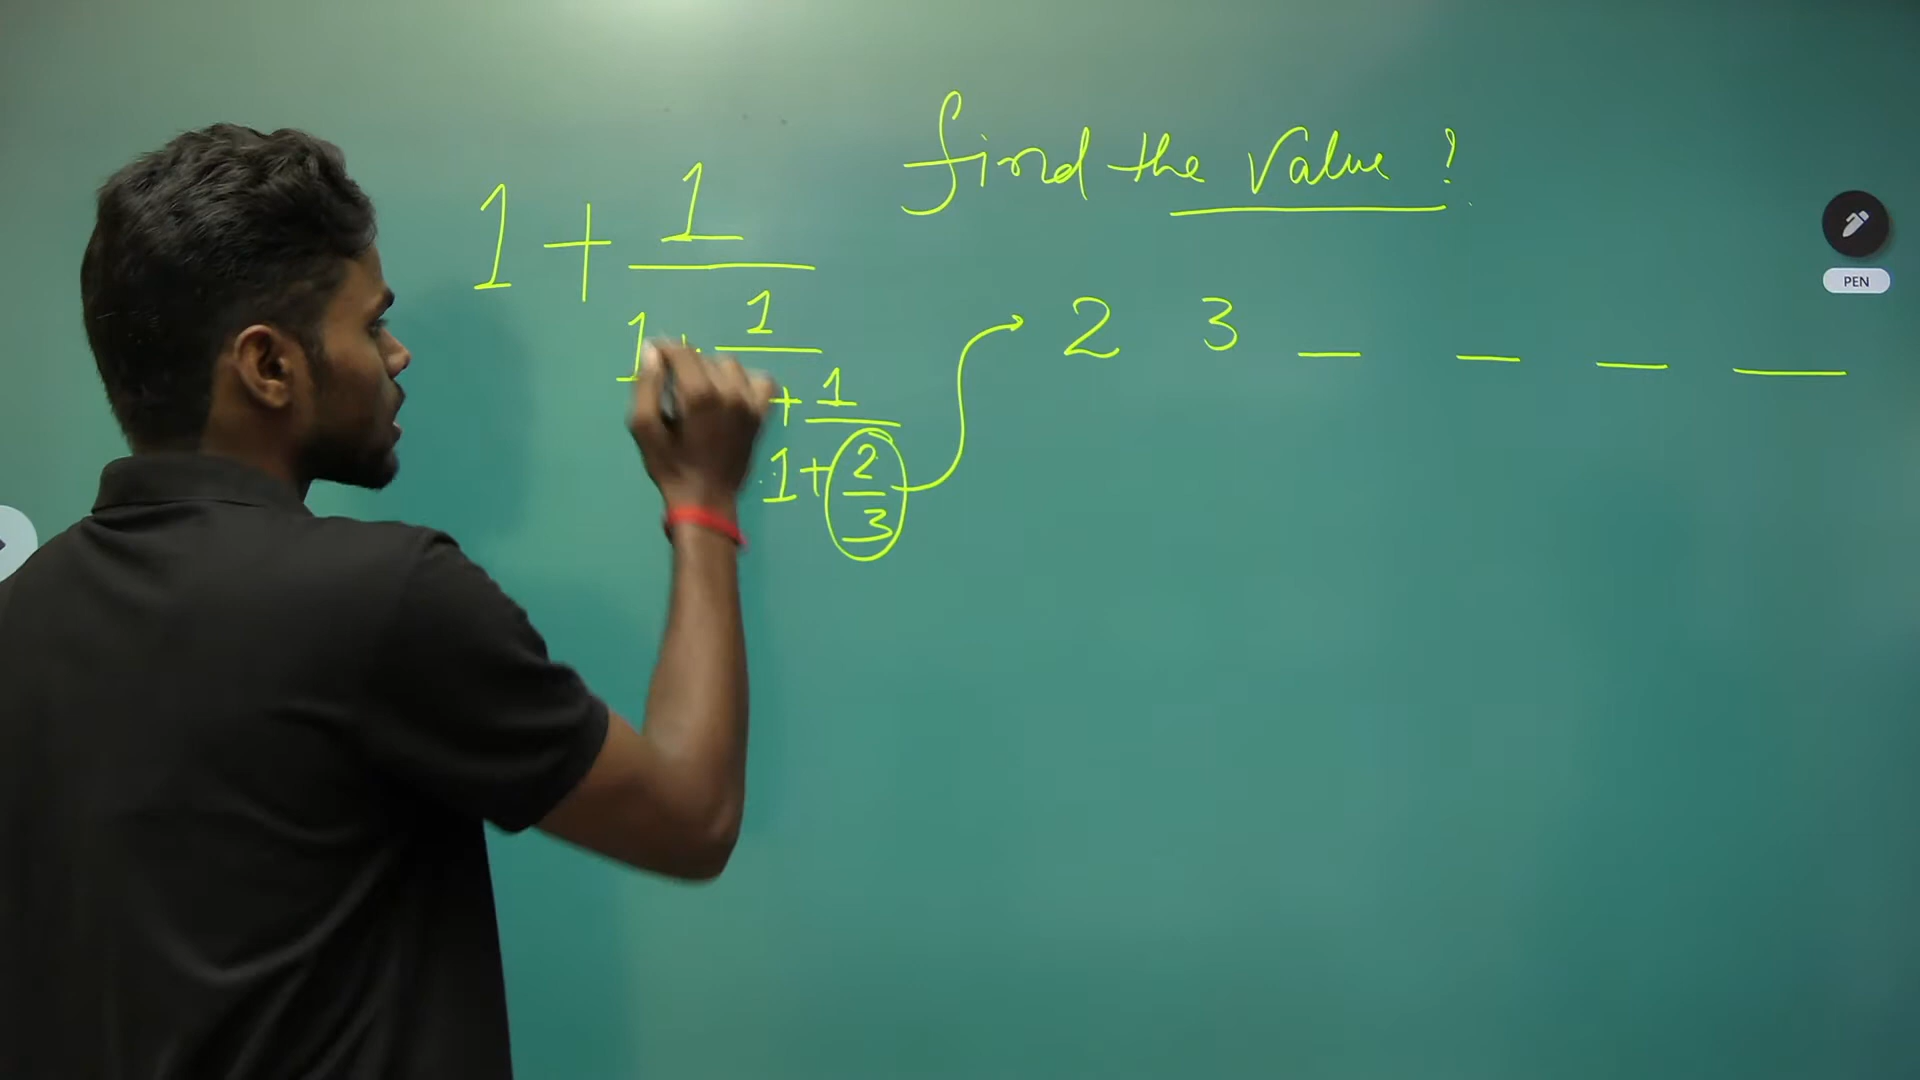 find the Value ?
1 + 1
1 + 1
+ 1
1 + 2
3
2 3 _ _ _ _
PEN